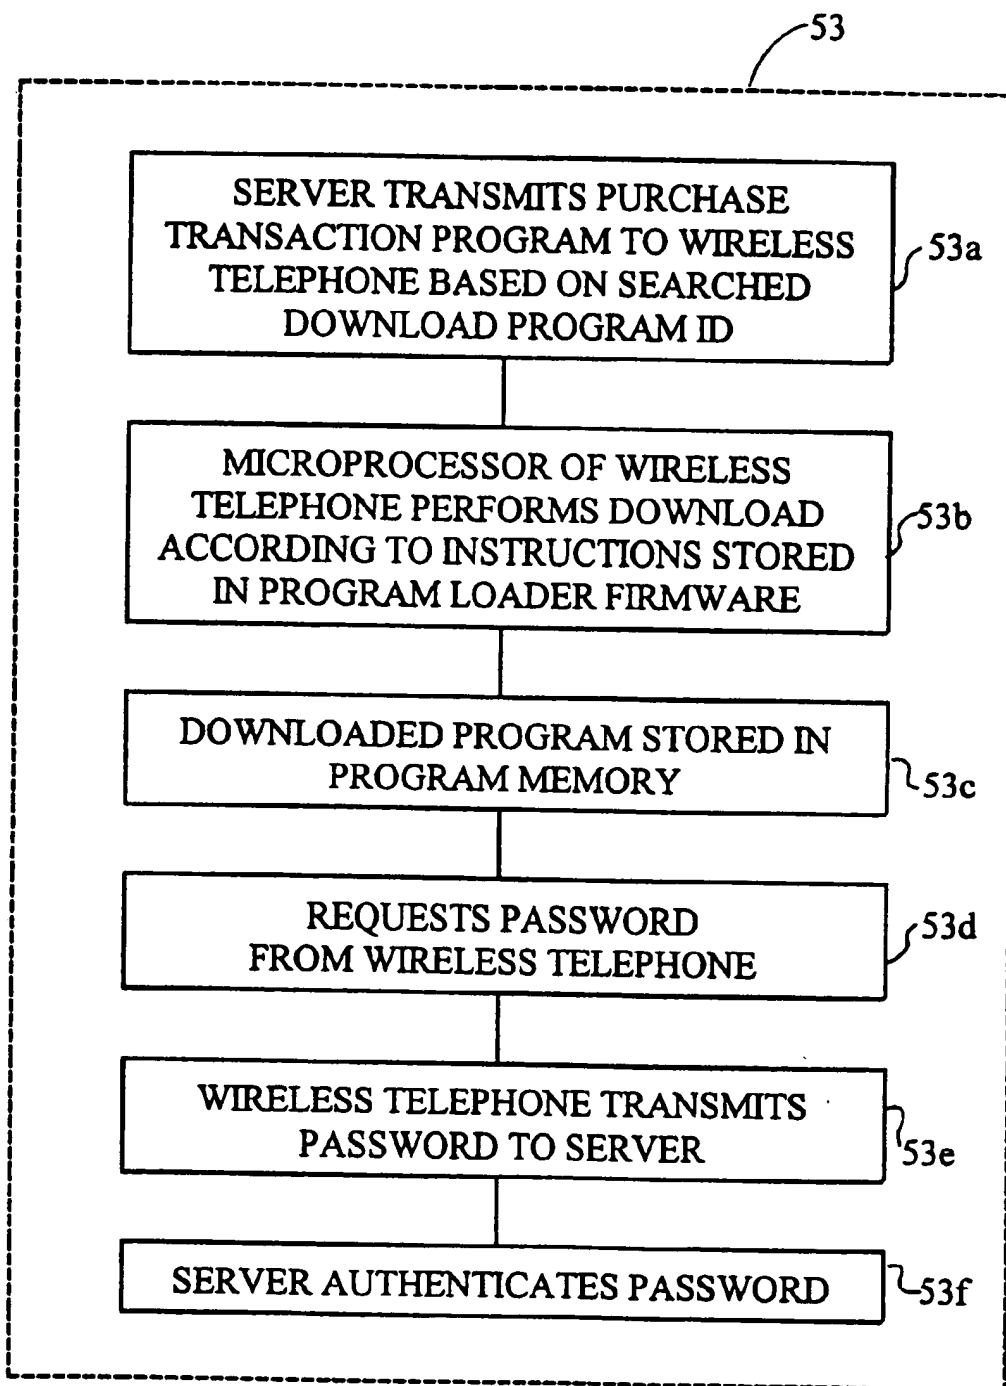 53
SERVER TRANSMITS PURCHASE
TRANSACTION PROGRAM TO WIRELESS
TELEPHONE BASED ON SEARCHED
DOWNLOAD PROGRAM ID
53a
MICROPROCESSOR OF WIRELESS
TELEPHONE PERFORMS DOWNLOAD
ACCORDING TO INSTRUCTIONS STORED
IN PROGRAM LOADER FIRMWARE
53b
DOWNLOADED PROGRAM STORED IN
PROGRAM MEMORY
53c
REQUESTS PASSWORD
FROM WIRELESS TELEPHONE
53d
WIRELESS TELEPHONE TRANSMITS
PASSWORD TO SERVER
53e
SERVER AUTHENTICATES PASSWORD
53f